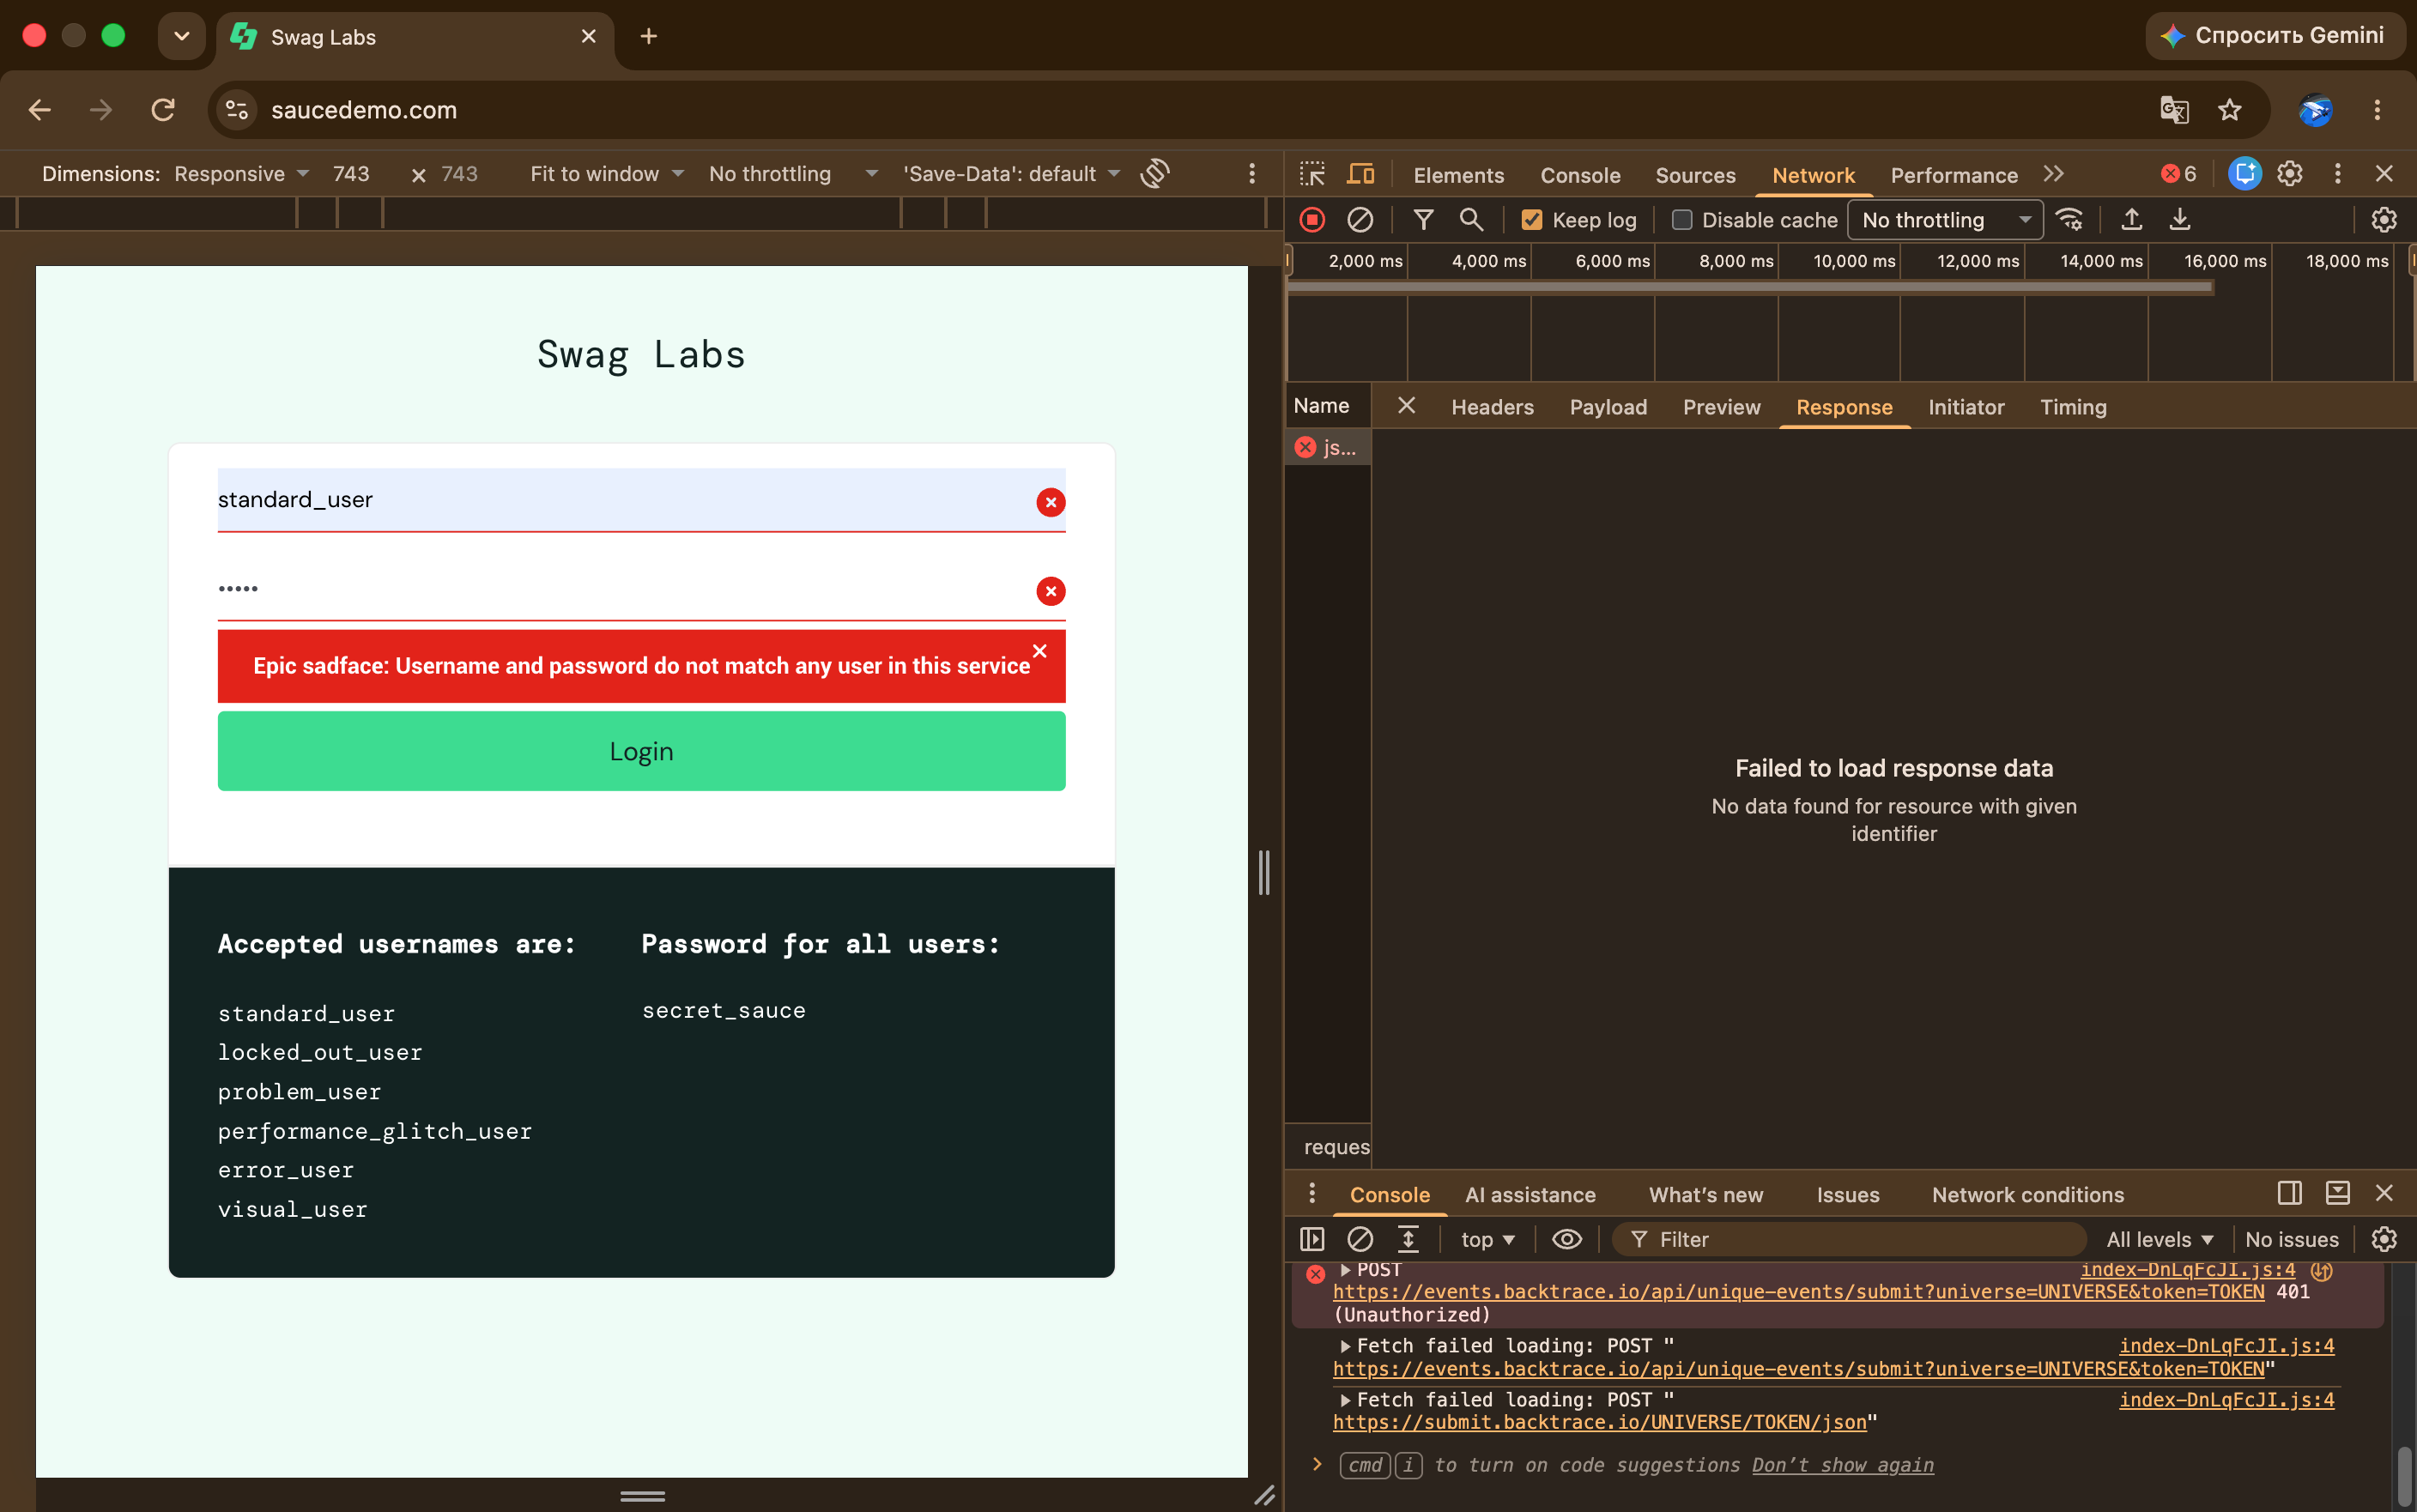 Swag Labs
Спросить Gemini
saucedemo.com
Dimensions: Responsive 743 × 743 Fit to window No throttling 'Save-Data': default
Elements Console Sources Network Performance 6
Keep log Disable cache No throttling
2,000 ms 4,000 ms 6,000 ms 8,000 ms 10,000 ms 12,000 ms 14,000 ms 16,000 ms 18,000 ms
Name Headers Payload Preview Response Initiator Timing
js...
Failed to load response data
No data found for resource with given
identifier
reques
Swag Labs
standard_user
•••••
Epic sadface: Username and password do not match any user in this service
Login
Accepted usernames are:
standard_user
locked_out_user
problem_user
performance_glitch_user
error_user
visual_user
Password for all users:
secret_sauce
Console AI assistance What's new Issues Network conditions
top Filter All levels No issues
POST index-DnLqFcJI.js:4
https://events.backtrace.io/api/unique-events/submit?universe=UNIVERSE&token=TOKEN 401
(Unauthorized)
Fetch failed loading: POST " index-DnLqFcJI.js:4
https://events.backtrace.io/api/unique-events/submit?universe=UNIVERSE&token=TOKEN"
Fetch failed loading: POST " index-DnLqFcJI.js:4
https://submit.backtrace.io/UNIVERSE/TOKEN/json"
cmd i to turn on code suggestions Don't show again